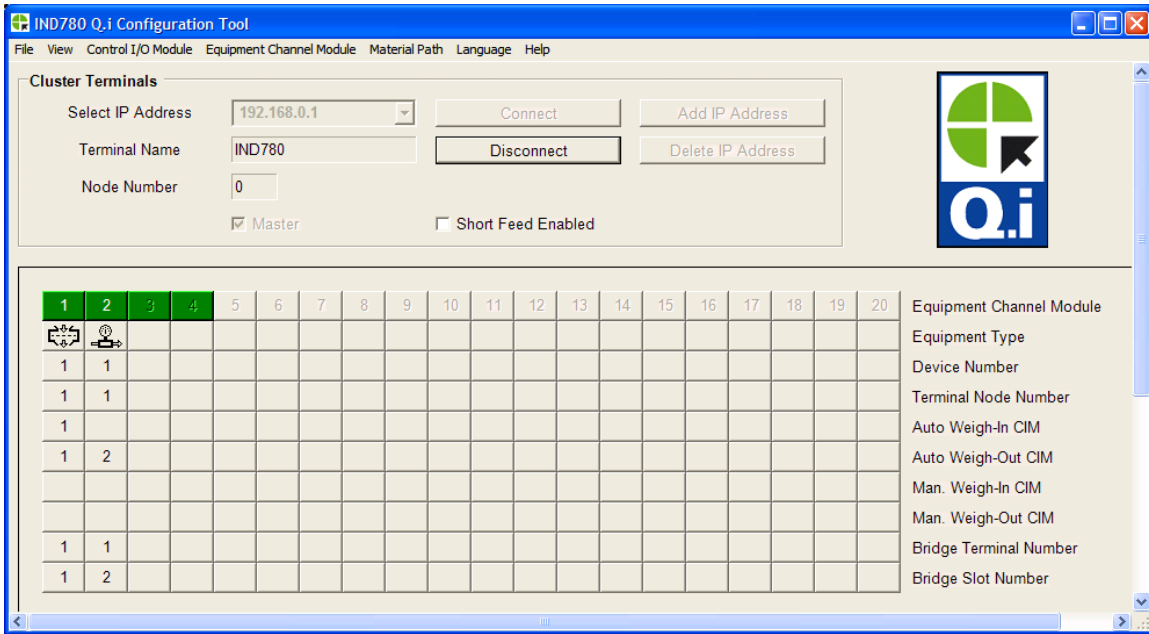 IND780 Q.i Configuration Tool
File View Control I/O Module Equipment Channel Module Material Path Language Help
Cluster Terminals
Select IP Address 192.168.0.1 Connect Add IP Address
Terminal Name IND780 Disconnect Delete IP Address
Node Number 0
Master Short Feed Enabled
Q.i
1 2 3 4 5 6 7 8 9 10 11 12 13 14 15 16 17 18 19 20 Equipment Channel Module
Equipment Type
1 1 Device Number
1 1 Terminal Node Number
1 Auto Weigh-In CIM
1 2 Auto Weigh-Out CIM
Man. Weigh-In CIM
Man. Weigh-Out CIM
1 1 Bridge Terminal Number
1 2 Bridge Slot Number